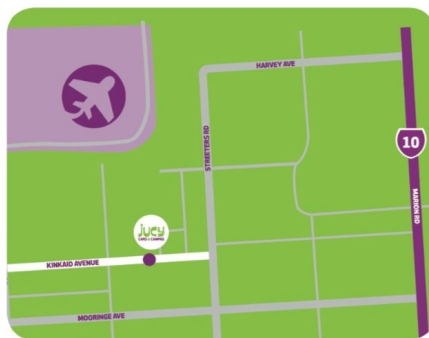 HARVEY AVE
STREETERS RD
10
MARION RD
jucy
CARS & CAMPERS
KINKAID AVENUE
MOORINGE AVE